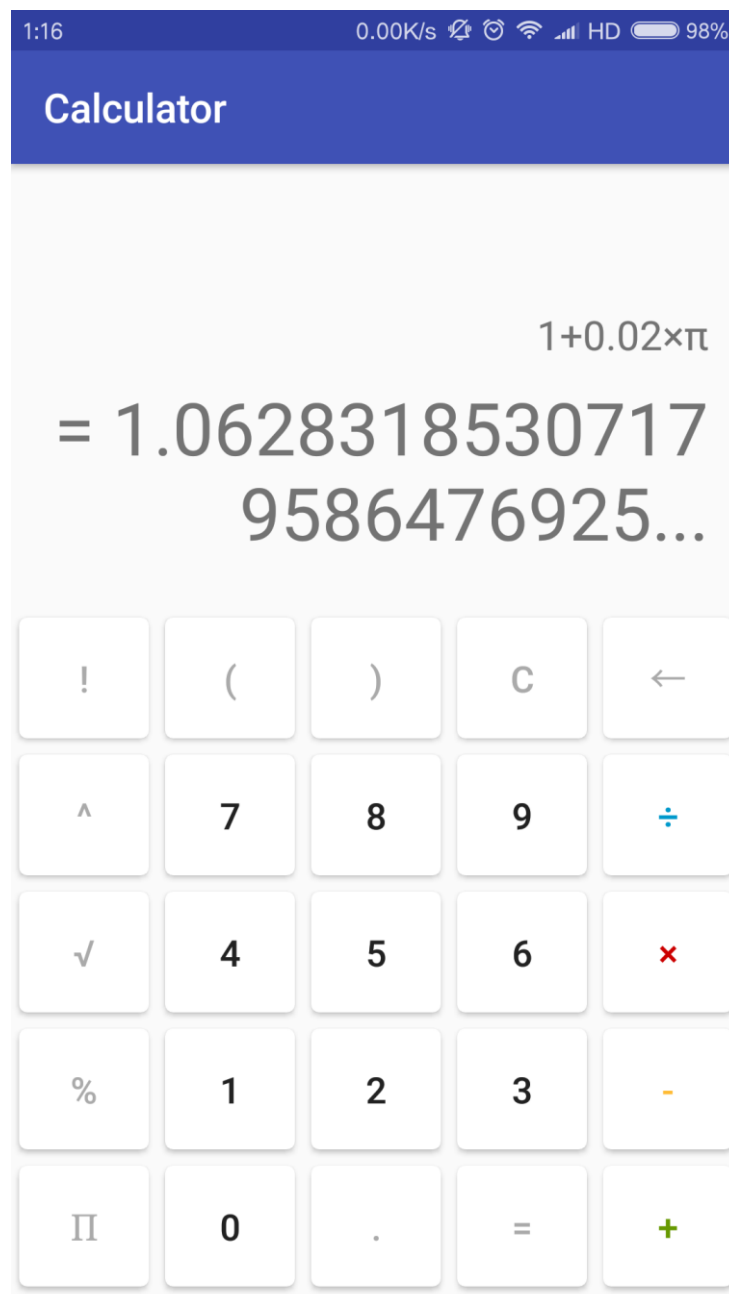 1:16 0.00K/s HD 98%
Calculator
1+0.02×π
= 1.0628318530717
9586476925...
! ( ) C ←
^ 7 8 9 ÷
√ 4 5 6 ×
% 1 2 3 -
Π 0 . = +